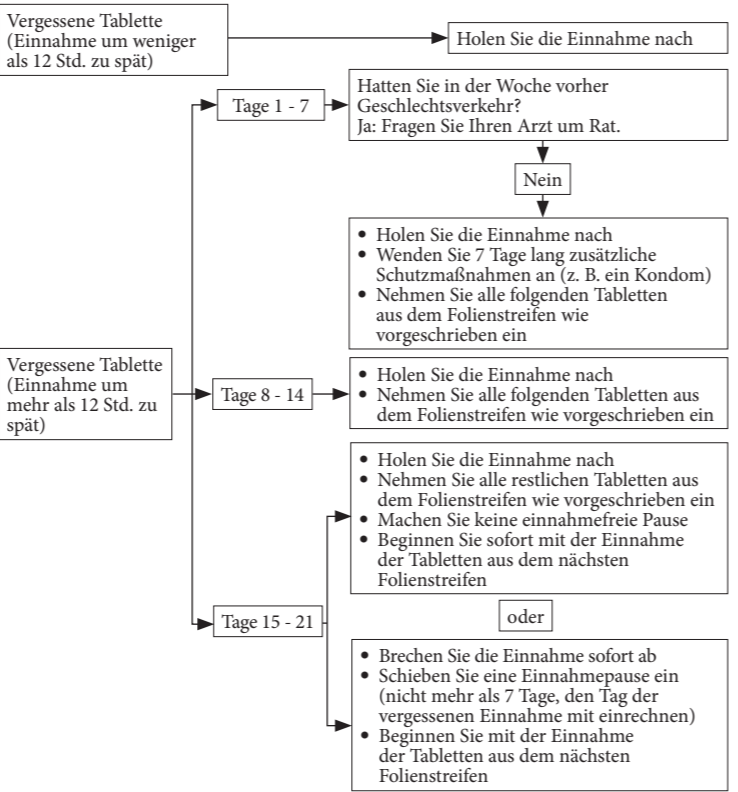 Vergessene Tablette
(Einnahme um weniger
als 12 Std. zu spät)
Holen Sie die Einnahme nach
Tage 1 - 7
Hatten Sie in der Woche vorher
Geschlechtsverkehr?
Ja: Fragen Sie Ihren Arzt um Rat.
Nein
• Holen Sie die Einnahme nach
• Wenden Sie 7 Tage lang zusätzliche
Schutzmaßnahmen an (z. B. ein Kondom)
• Nehmen Sie alle folgenden Tabletten
aus dem Folienstreifen wie
vorgeschrieben ein
Vergessene Tablette
(Einnahme um
mehr als 12 Std. zu
spät)
Tage 8 - 14
• Holen Sie die Einnahme nach
• Nehmen Sie alle folgenden Tabletten aus
dem Folienstreifen wie vorgeschrieben ein
Tage 15 - 21
• Holen Sie die Einnahme nach
• Nehmen Sie alle restlichen Tabletten aus
dem Folienstreifen wie vorgeschrieben ein
• Machen Sie keine einnahmefreie Pause
• Beginnen Sie sofort mit der Einnahme
der Tabletten aus dem nächsten
Folienstreifen
oder
• Brechen Sie die Einnahme sofort ab
• Schieben Sie eine Einnahmepause ein
(nicht mehr als 7 Tage, den Tag der
vergessenen Einnahme mit einrechnen)
• Beginnen Sie mit der Einnahme
der Tabletten aus dem nächsten
Folienstreifen